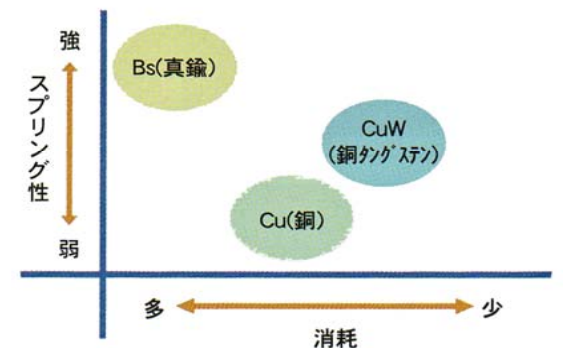 強
スプリング性
弱
Bs(真鍮)
CuW
(銅ﾀﾝｸﾞｽﾃﾝ)
Cu(銅)
多
少
消耗